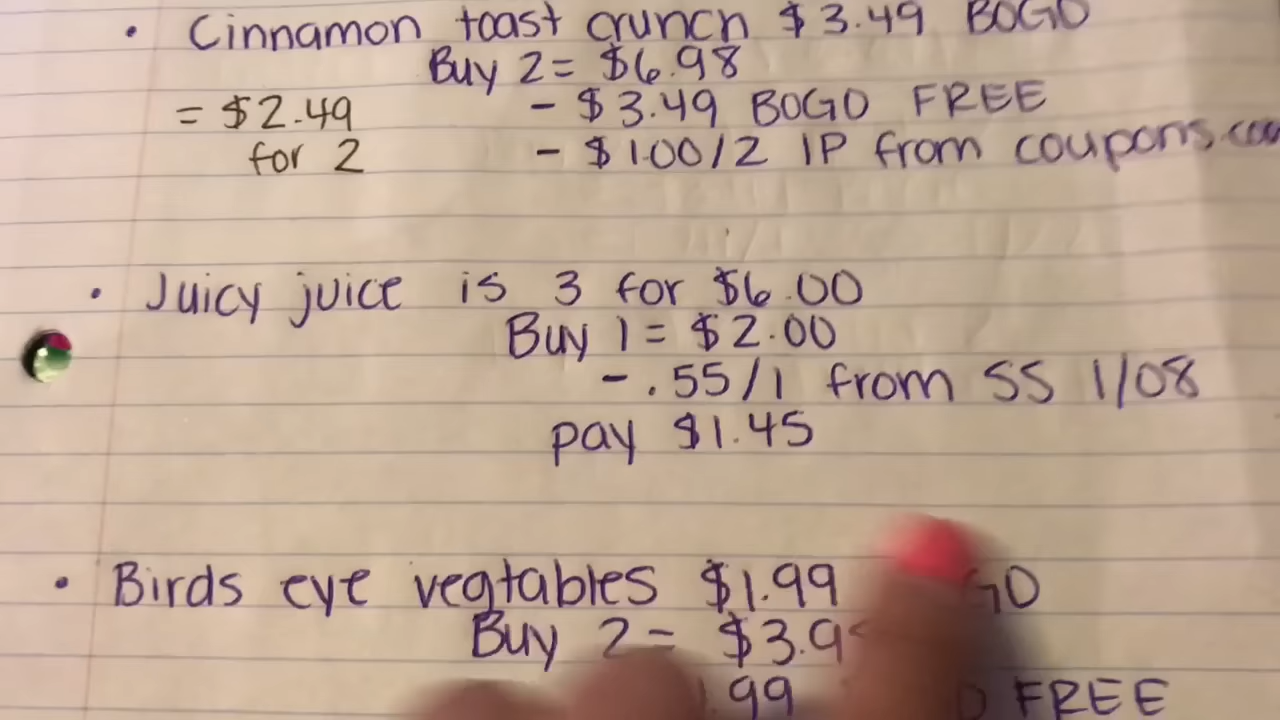 • Cinnamon toast crunch $3.49 BOGO
Buy 2 = $6.98
= $2.49 - $3.49 BOGO FREE
for 2 - $1.00/2 IP from coupons.
• Juicy juice is 3 for $6.00
Buy 1 = $2.00
- .55/1 from SS 1/08
pay $1.45
• Birds eye vegtables $1.99
Buy 2 =
FREE